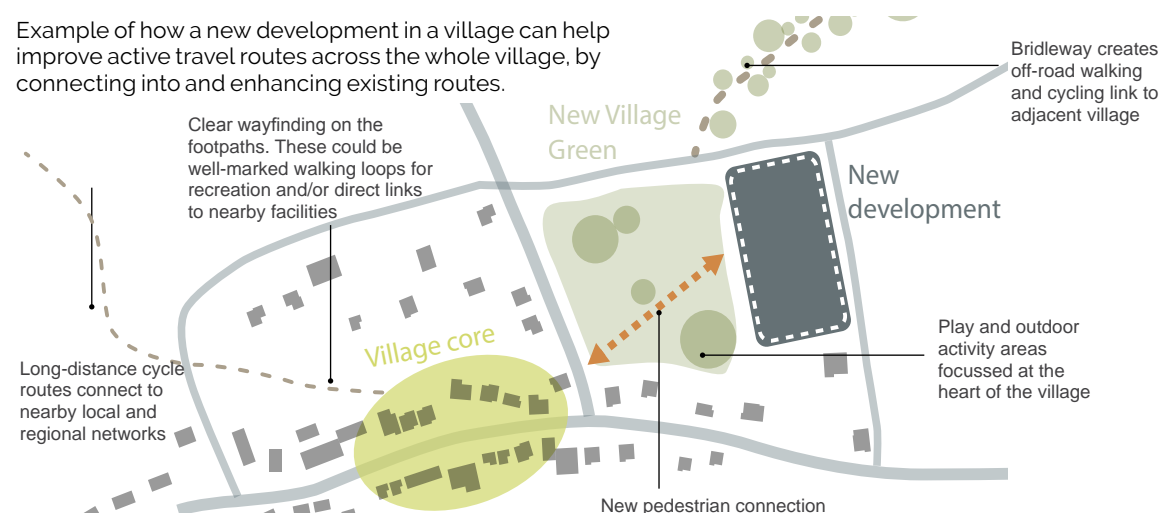 Example of how a new development in a village can help
improve active travel routes across the whole village, by
connecting into and enhancing existing routes.
Bridleway creates
off-road walking
and cycling link to
adjacent village
New Village
Green
Clear wayfinding on the
footpaths. These could be
well-marked walking loops for
recreation and/or direct links
to nearby facilities
New
development
Village core
Play and outdoor
activity areas
focussed at the
heart of the village
Long-distance cycle
routes connect to
nearby local and
regional networks
New pedestrian connection